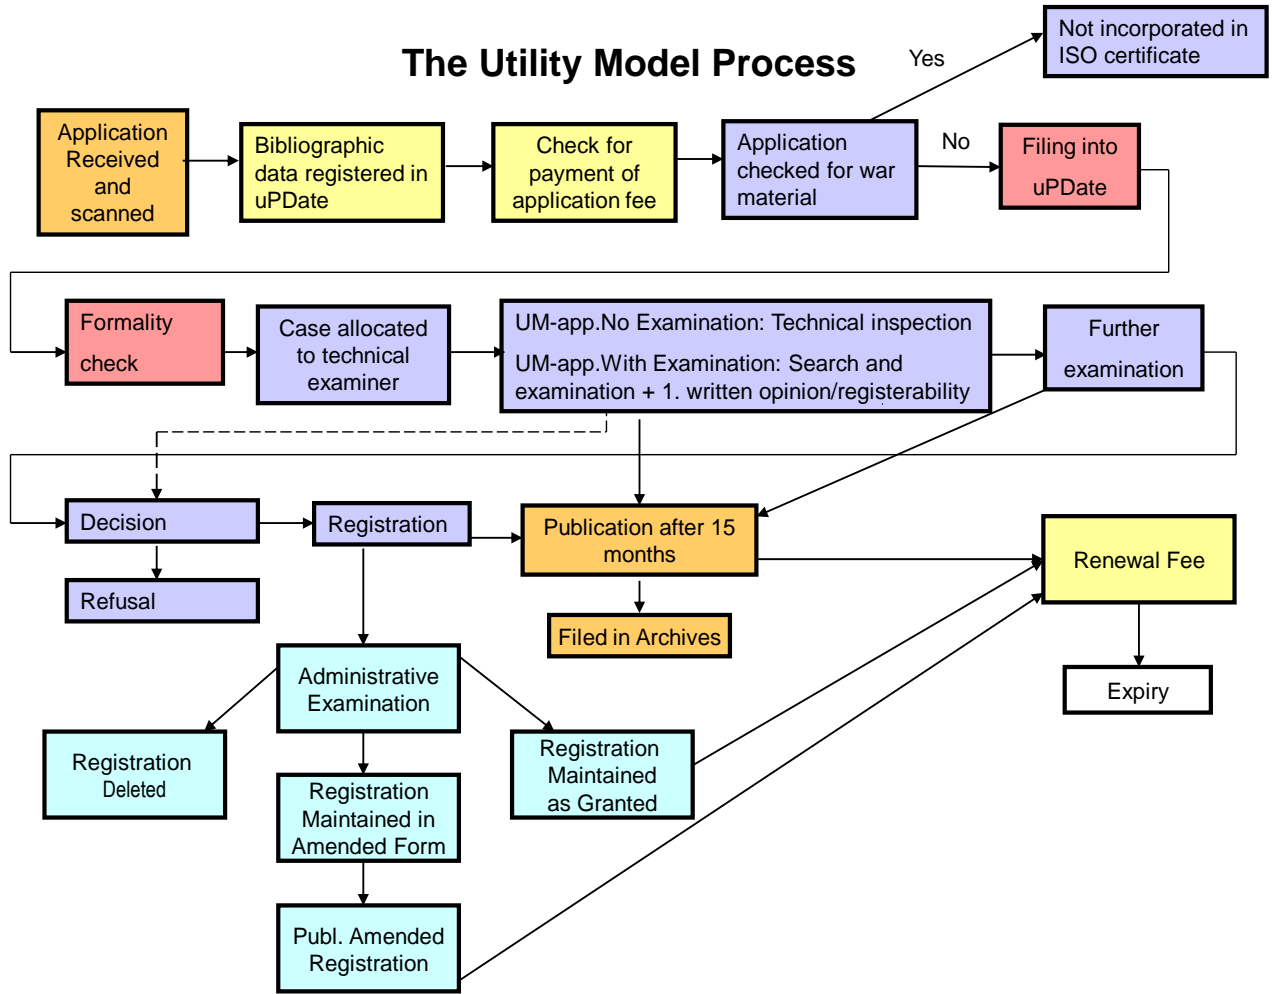 The Utility Model Process
Yes
Not incorporated in
ISO certificate
Application
Received
and
scanned
Bibliographic
data registered in
uPDate
Check for
payment of
application fee
Application
checked for war
material
No
Filing into
uPDate
Formality
check
Case allocated
to technical
examiner
UM-app.No Examination: Technical inspection
UM-app.With Examination: Search and
examination + 1. written opinion/registerability
Further
examination
Decision
Registration
Publication after 15
months
Renewal Fee
Refusal
Filed in Archives
Administrative
Examination
Expiry
Registration
Deleted
Registration
Maintained in
Amended Form
Registration
Maintained
as Granted
Publ. Amended
Registration